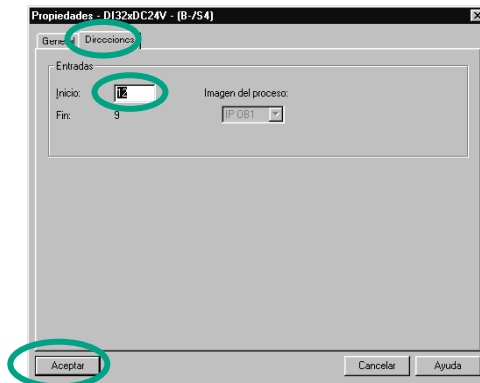 Propiedades - DI32xDC24V - (B-/S4)
General Direcciones
Entradas
Inicio: 12 Imagen del proceso:
Fin: 9 IP OB1
Aceptar Cancelar Ayuda